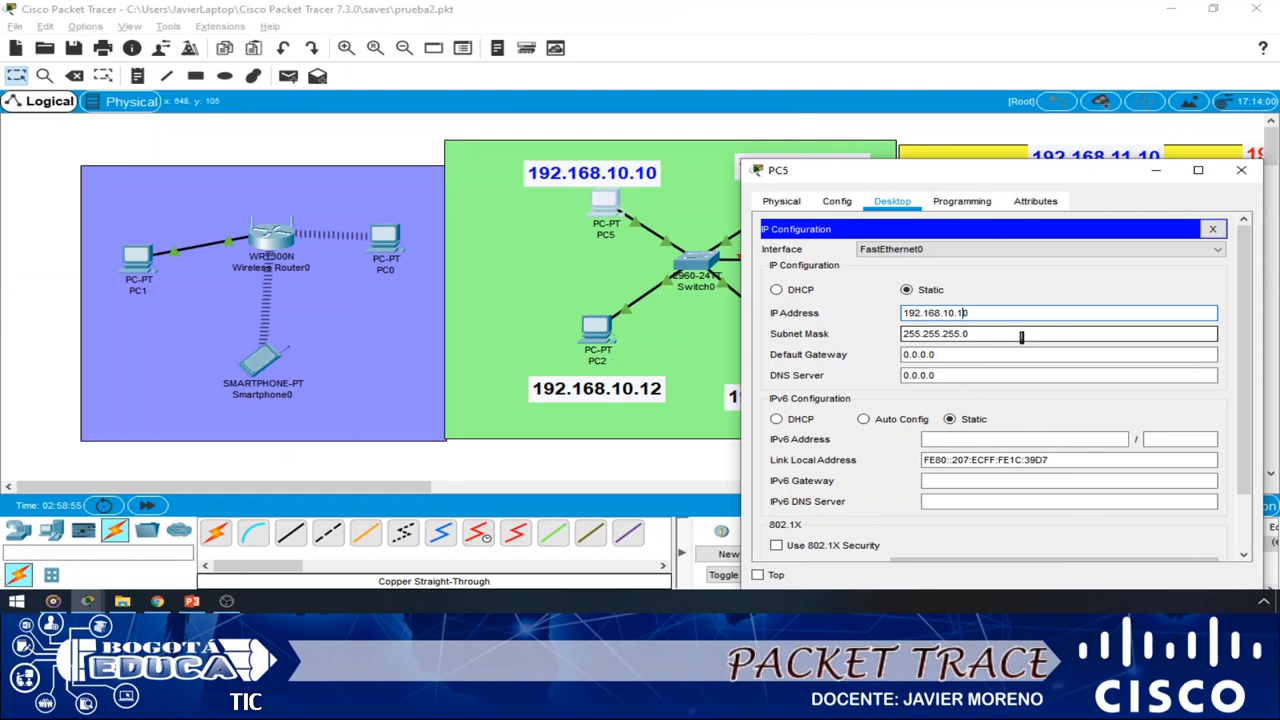 Cisco Packet Tracer - C:\Users\JavierLaptop\Cisco Packet Tracer 7.3.0\saves\prueba2.pkt
File Edit Options View Tools Extensions Help
?
Logical Physical x: 648, y: 105 [Root] 17:14:00
192.168.10.10
192.168.11.10
PC-PT
PC5
WRT300N
Wireless Router0
PC-PT
PC1
PC-PT
PC0
2960-24TT
Switch0
PC-PT
PC2
SMARTPHONE-PT
Smartphone0
192.168.10.12
PC5
Physical Config Desktop Programming Attributes
IP Configuration X
Interface FastEthernet0
IP Configuration
DHCP Static
IP Address 192.168.10.10
Subnet Mask 255.255.255.0
Default Gateway 0.0.0.0
DNS Server 0.0.0.0
IPv6 Configuration
DHCP Auto Config Static
IPv6 Address /
Link Local Address FE80::207:ECFF:FE1C:39D7
IPv6 Gateway
IPv6 DNS Server
802.1X
Use 802.1X Security
Top
Time: 02:58:55
New
Toggle
Copper Straight-Through
BOGOTÁ
EDUCA
TIC
PACKET TRACE
DOCENTE: JAVIER MORENO
CISCO